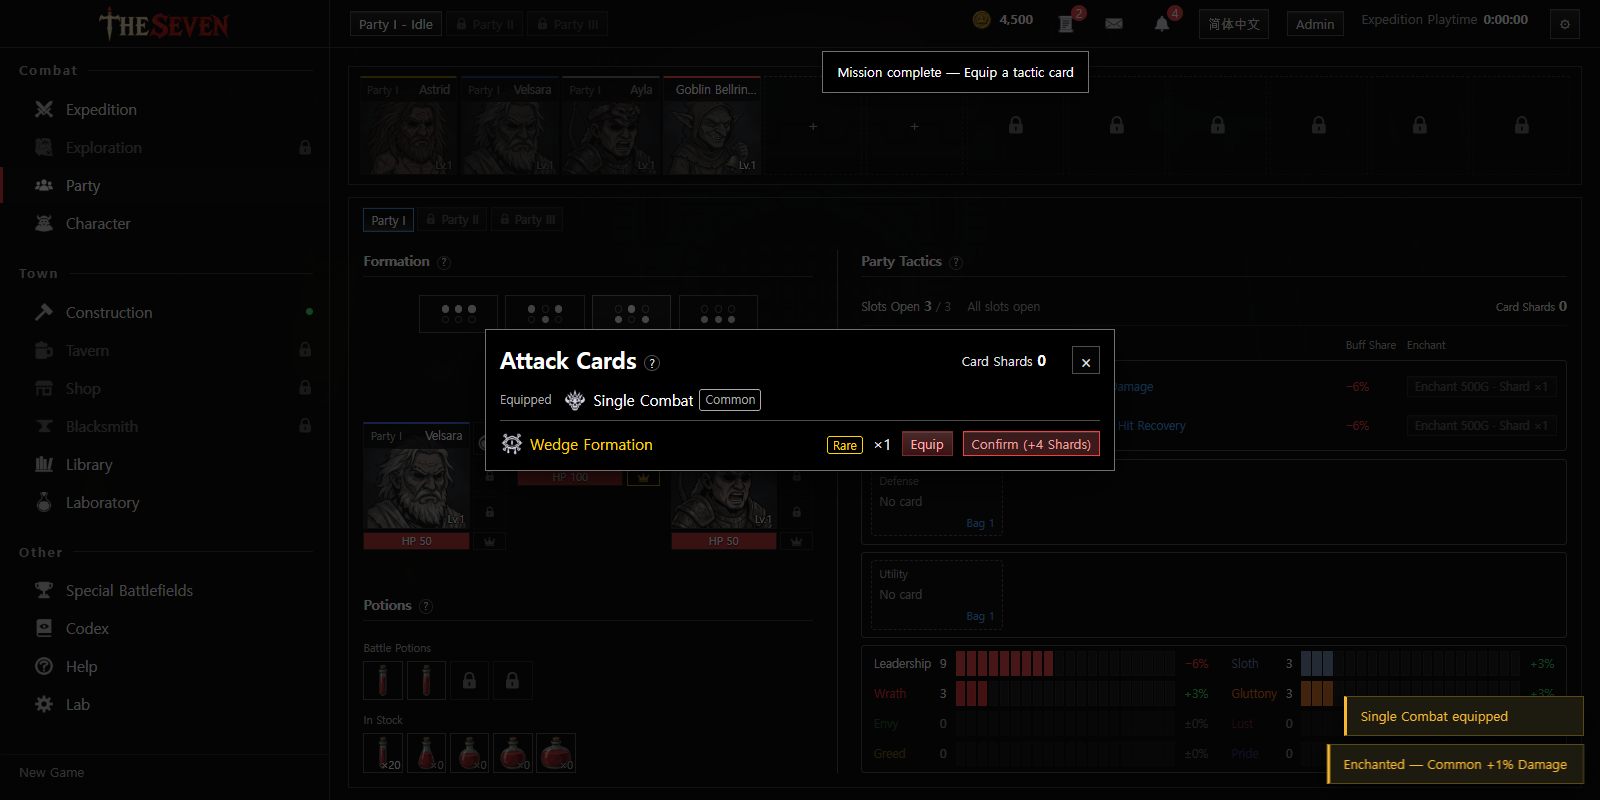 THE SEVEN
Party I - Idle
Party II
Party III
4,500
2
4
简体中文
Admin
Expedition Playtime 0:00:00
Mission complete — Equip a tactic card
Combat
Expedition
Exploration
Party
Character
Town
Construction
Tavern
Shop
Blacksmith
Library
Laboratory
Other
Special Battlefields
Codex
Help
Lab
New Game
Party I Astrid
Lv.1
Party I Velsara
Lv.1
Party I Ayla
Lv.1
Goblin Bellrin...
Lv.1
+
+
Party I
Party II
Party III
Formation ?
Party Tactics ?
Slots Open 3 / 3 All slots open
Card Shards 0
Buff Share Enchant
Damage -6% Enchant 500G · Shard ×1
Hit Recovery -6% Enchant 500G · Shard ×1
Attack Cards ?
Card Shards 0
×
Equipped Single Combat Common
Wedge Formation Rare ×1 Equip Confirm (+4 Shards)
Party I Velsara
Lv.1
HP 50
HP 100
Lv.1
HP 50
Defense
No card
Bag 1
Utility
No card
Bag 1
Potions ?
Battle Potions
In Stock
×20
×0
×0
×0
×0
Leadership 9 -6%
Sloth 3 +3%
Wrath 3 +3%
Gluttony 3 +3%
Envy 0 ±0%
Lust 0
Greed 0 ±0%
Pride 0
Single Combat equipped
Enchanted — Common +1% Damage